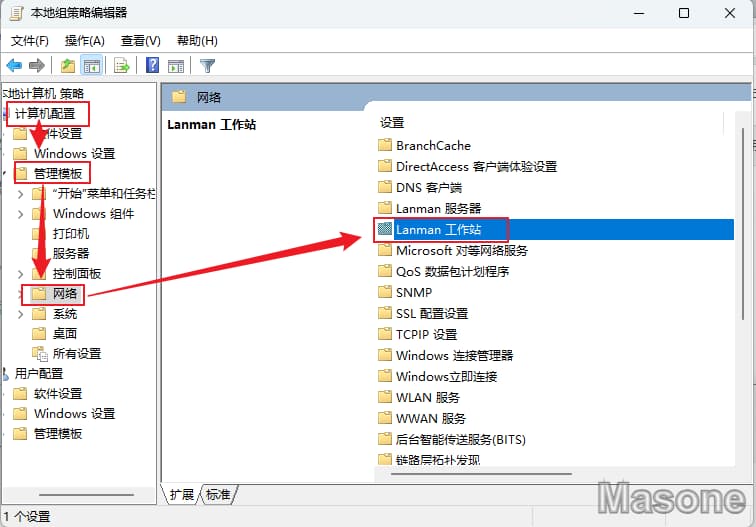 本地组策略编辑器
文件(F) 操作(A) 查看(V) 帮助(H)
本地计算机 策略
计算机配置
软件设置
Windows 设置
管理模板
“开始”菜单和任务栏
Windows 组件
打印机
服务器
控制面板
网络
系统
桌面
所有设置
用户配置
软件设置
Windows 设置
管理模板
网络
Lanman 工作站
设置
BranchCache
DirectAccess 客户端体验设置
DNS 客户端
Lanman 服务器
Lanman 工作站
Microsoft 对等网络服务
QoS 数据包计划程序
SNMP
SSL 配置设置
TCPIP 设置
Windows 连接管理器
Windows立即连接
WLAN 服务
WWAN 服务
后台智能传送服务(BITS)
链路层拓扑发现
扩展 标准
1 个设置
Masone